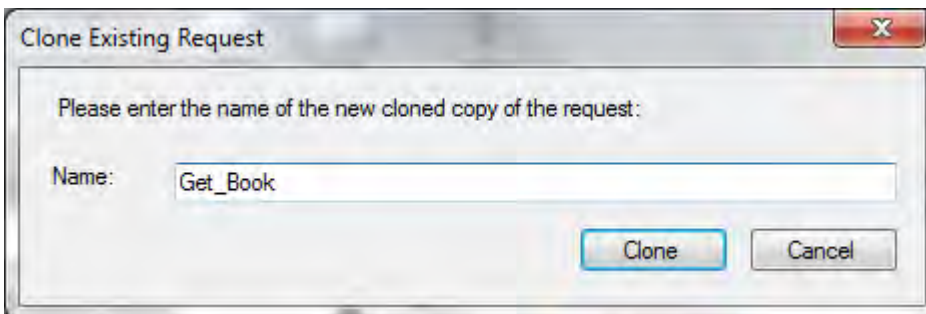 Clone Existing Request
Please enter the name of the new cloned copy of the request:
Name: Get_Book
Clone Cancel